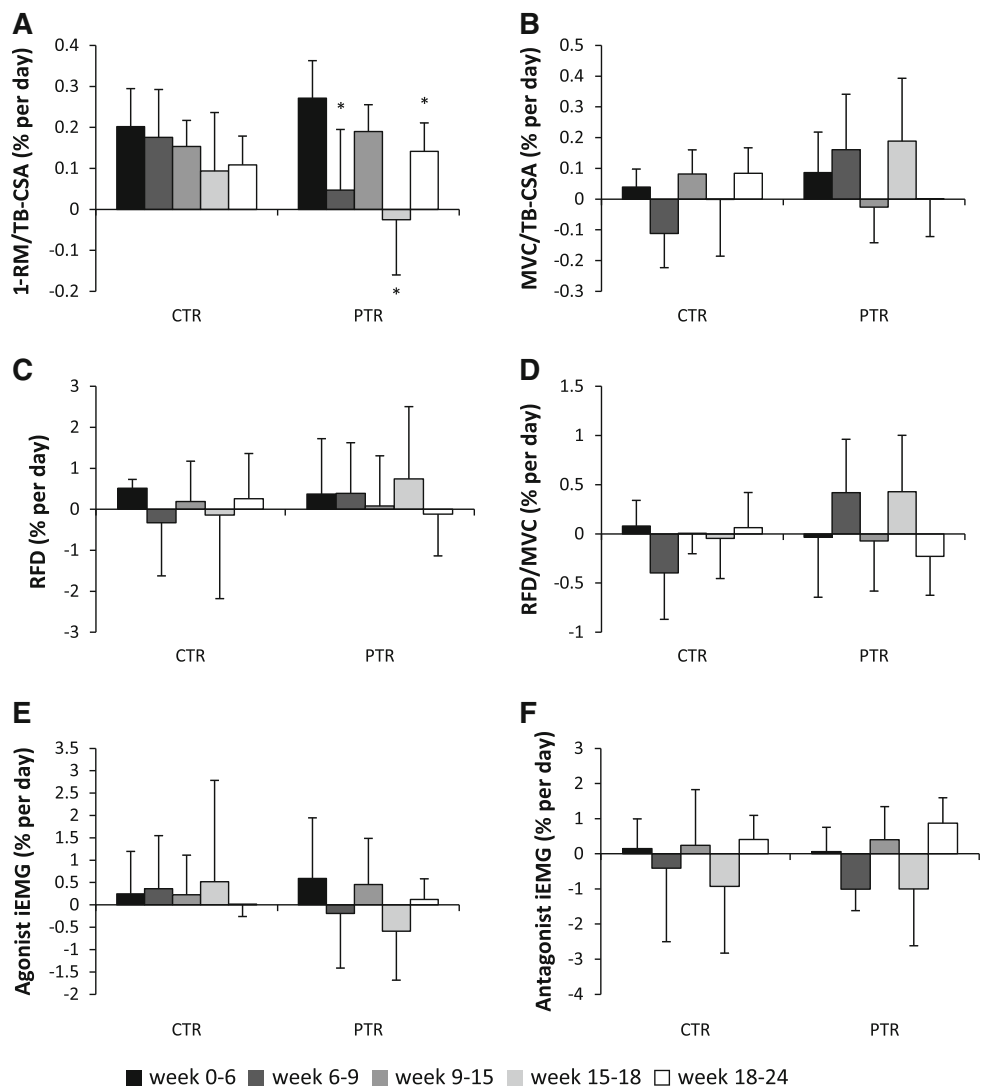 A
1-RM/TB-CSA (% per day)
0.4
0.3
0.2
0.1
0
-0.1
-0.2
*
*
*
CTR
PTR
B
MVC/TB-CSA (% per day)
0.5
0.4
0.3
0.2
0.1
0
-0.1
-0.2
-0.3
CTR
PTR
C
RFD (% per day)
3
2
1
0
-1
-2
-3
CTR
PTR
D
RFD/MVC (% per day)
1.5
1
0.5
0
-0.5
-1
CTR
PTR
E
Agonist iEMG (% per day)
3.5
3
2.5
2
1.5
1
0.5
0
-0.5
-1
-1.5
-2
CTR
PTR
F
Antagonist iEMG (% per day)
3
2
1
0
-1
-2
-3
-4
CTR
PTR
week 0-6 week 6-9 week 9-15 week 15-18 week 18-24